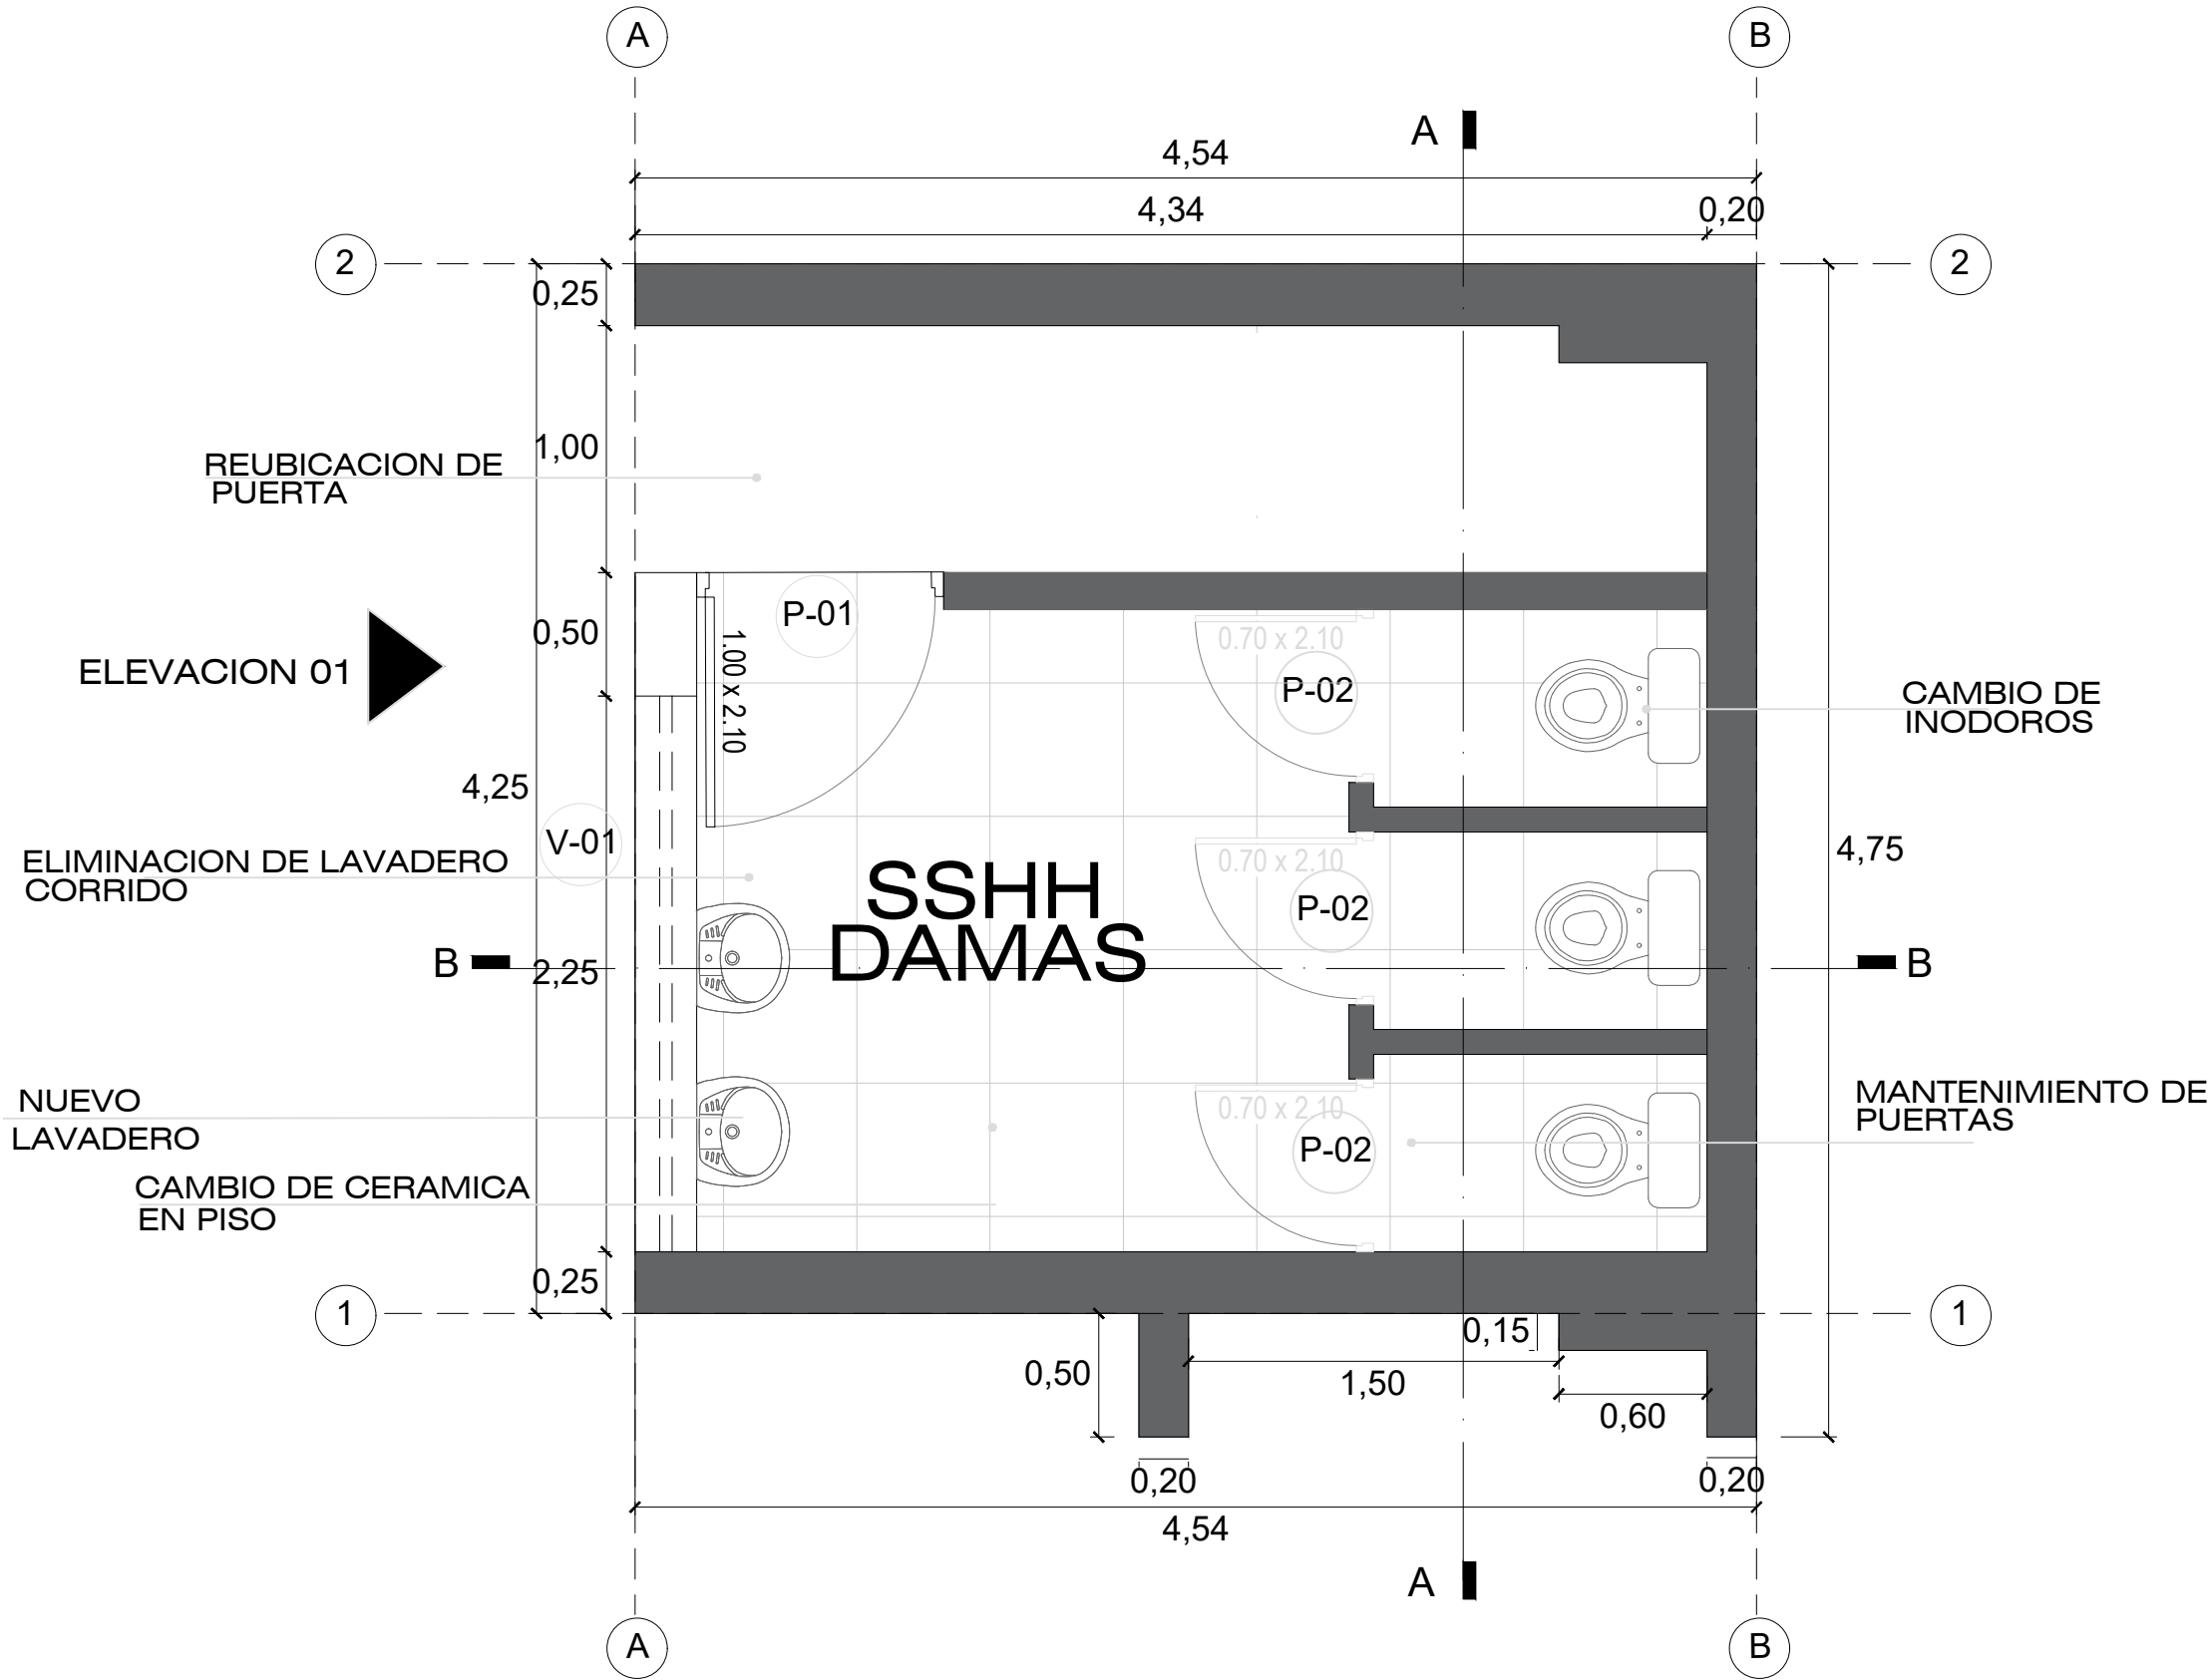 A
B
A
4,54
4,34
0,20
2
2
0,25
1,00
REUBICACION DE
PUERTA
0,50
P-01
1.00 x 2.10
0.70 x 2.10
P-02
ELEVACION 01
CAMBIO DE
INODOROS
4,25
V-01
4,75
ELIMINACION DE LAVADERO
CORRIDO
0.70 x 2.10
P-02
SSHH
DAMAS
B
2,25
B
NUEVO
LAVADERO
0.70 x 2.10
P-02
MANTENIMIENTO DE
PUERTAS
CAMBIO DE CERAMICA
EN PISO
0,25
1
1
0,15
0,50
1,50
0,60
0,20
0,20
4,54
A
A
B